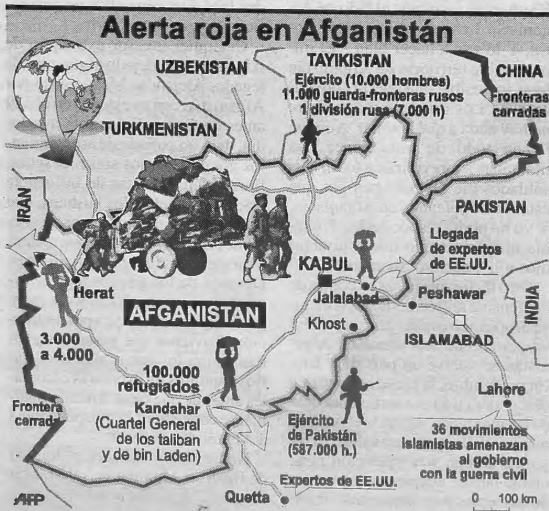 Alerta roja en Afganistán
UZBEKISTAN
TAYIKISTAN
Ejército (10.000 hombres)
11.000 guarda-fronteras rusos
1 división rusa (7.000 h)
CHINA
Fronteras
cerradas
TURKMENISTAN
IRAN
PAKISTAN
Llegada
de expertos
de EE.UU.
KABUL
Jalalabad
Peshawar
Herat
AFGANISTAN
Khost
ISLAMABAD
INDIA
3.000
a 4.000
100.000
refugiados
Kandahar
(Cuartel General
de los taliban
y de bin Laden)
Lahore
Frontera
cerrada
Ejército
de Pakistán
(587.000 h.)
36 movimientos
islamistas amenazan
al gobierno
con la guerra civil
Quetta
Expertos de EE.UU.
AFP
0 100 km